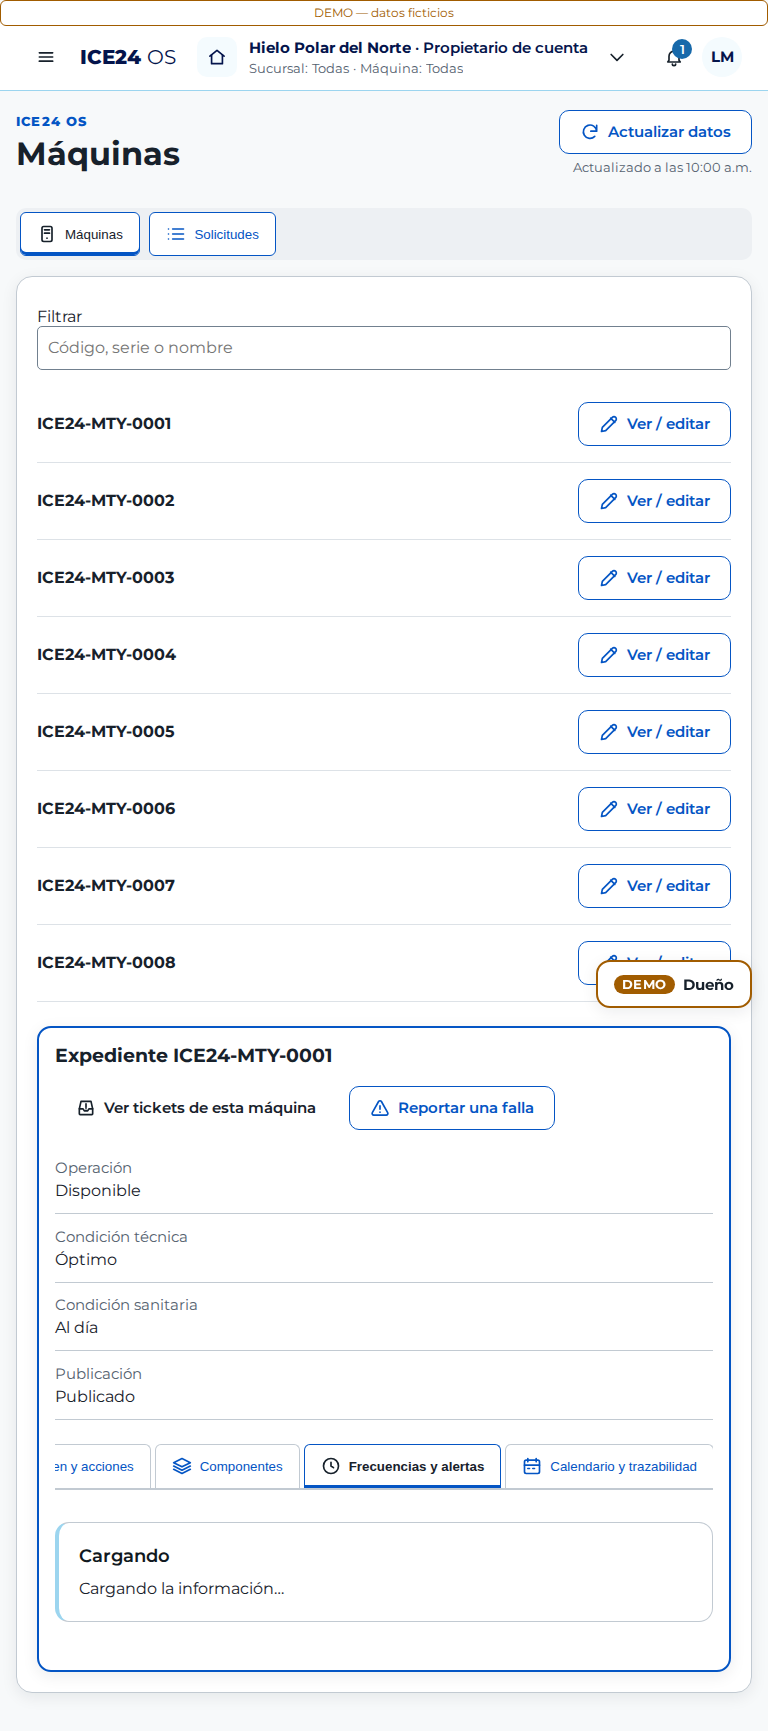 DEMO — datos ficticios
ICE24 OS
Hielo Polar del Norte · Propietario de cuenta
Sucursal: Todas · Máquina: Todas
1
LM
ICE24 OS
Máquinas
Actualizar datos
Actualizado a las 10:00 a.m.
Máquinas
Solicitudes
Filtrar
Código, serie o nombre
ICE24-MTY-0001
Ver / editar
ICE24-MTY-0002
Ver / editar
ICE24-MTY-0003
Ver / editar
ICE24-MTY-0004
Ver / editar
ICE24-MTY-0005
Ver / editar
ICE24-MTY-0006
Ver / editar
ICE24-MTY-0007
Ver / editar
ICE24-MTY-0008
DEMO Dueño
Expediente ICE24-MTY-0001
Ver tickets de esta máquina
Reportar una falla
Operación
Disponible
Condición técnica
Óptimo
Condición sanitaria
Al día
Publicación
Publicado
en y acciones
Componentes
Frecuencias y alertas
Calendario y trazabilidad
Cargando
Cargando la información...